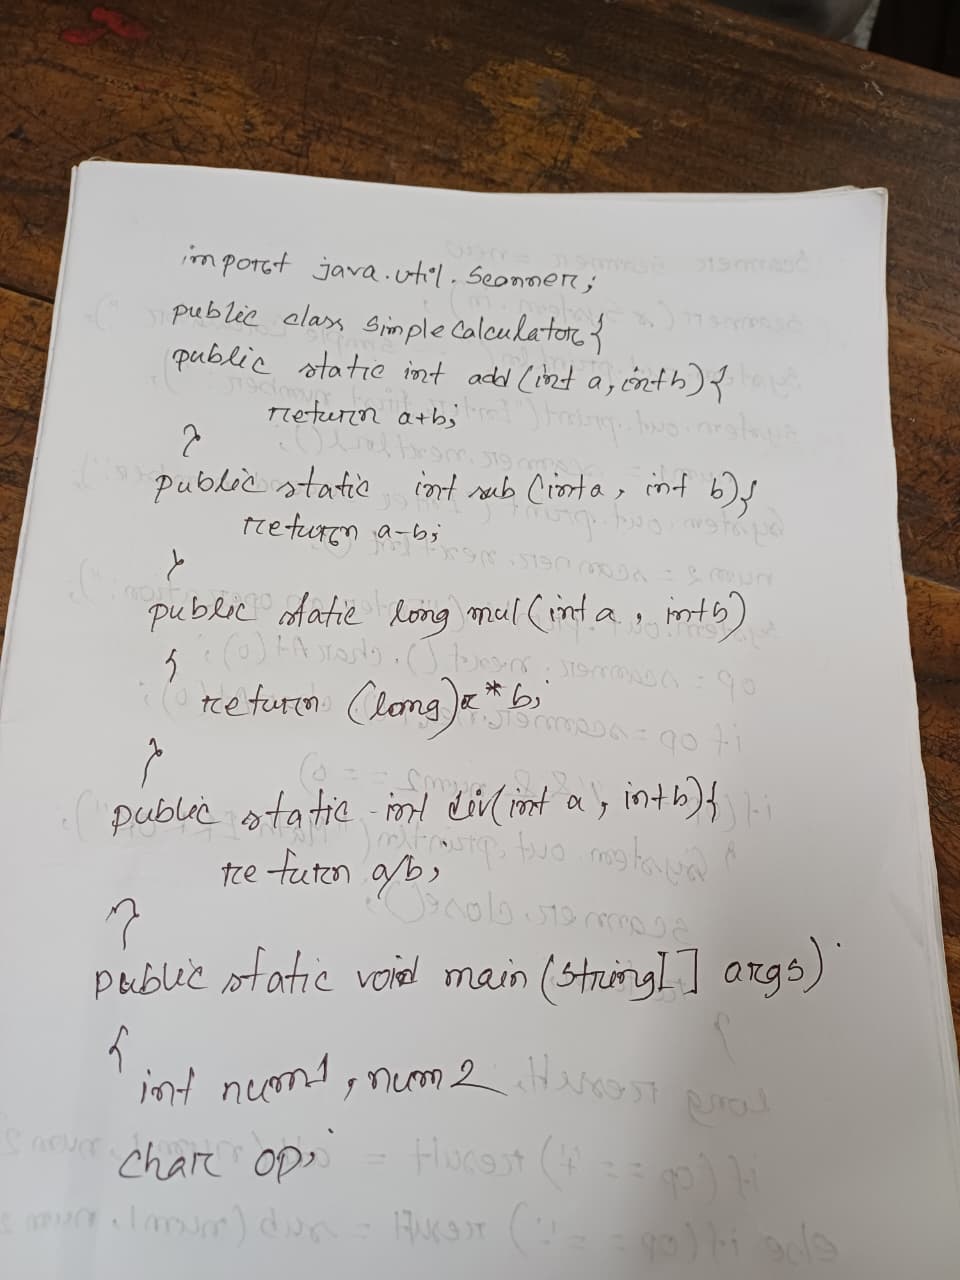 import java.util.Scanner;
public class SimpleCalculator{
public static int add(int a, int b){
return a+b;
}
public static int sub (int a, int b){
return a-b;
}
public static long mul(int a, int b)
{
return (long)a*b;
}
public static int div(int a, int b){
return a/b;
}
public static void main(String[] args)
{
int num1, num2
char op;